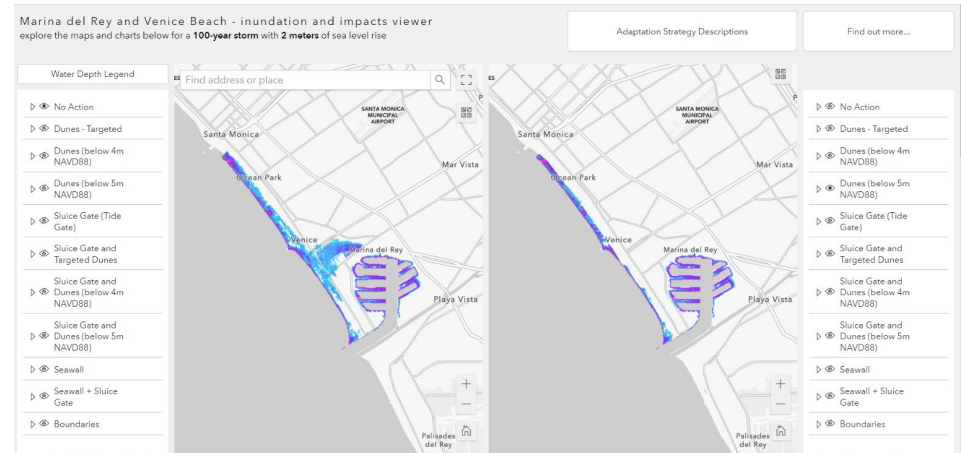 Marina del Rey and Venice Beach - inundation and impacts viewer
explore the maps and charts below for a 100-year storm with 2 meters of sea level rise
Adaptation Strategy Descriptions
Find out more...
Water Depth Legend
No Action
Dunes - Targeted
Dunes (below 4m
NAVD88)
Dunes (below 5m
NAVD88)
Sluice Gate (Tide
Gate)
Sluice Gate and
Targeted Dunes
Sluice Gate and
Dunes (below 4m
NAVD88)
Sluice Gate and
Dunes (below 5m
NAVD88)
Seawall
Seawall + Sluice
Gate
Boundaries
ES
Find address or place
P
SANTA MONICA
MUNICIPAL
AIRPORT
Santa Monica
Mar Vista
Ocean Park
Venice
Marina del Rey
Playa Vista
Palisades
del Rey
ES
P
SANTA MONICA
MUNICIPAL
AIRPORT
Santa Monica
Mar Vista
Ocean Park
Venice
Marina del Rey
Playa Vista
Palisades
del Rey
No Action
Dunes - Targeted
Dunes (below 4m
NAVD88)
Dunes (below 5m
NAVD88)
Sluice Gate (Tide
Gate)
Sluice Gate and
Targeted Dunes
Sluice Gate and
Dunes (below 4m
NAVD88)
Sluice Gate and
Dunes (below 5m
NAVD88)
Seawall
Seawall + Sluice
Gate
Boundaries